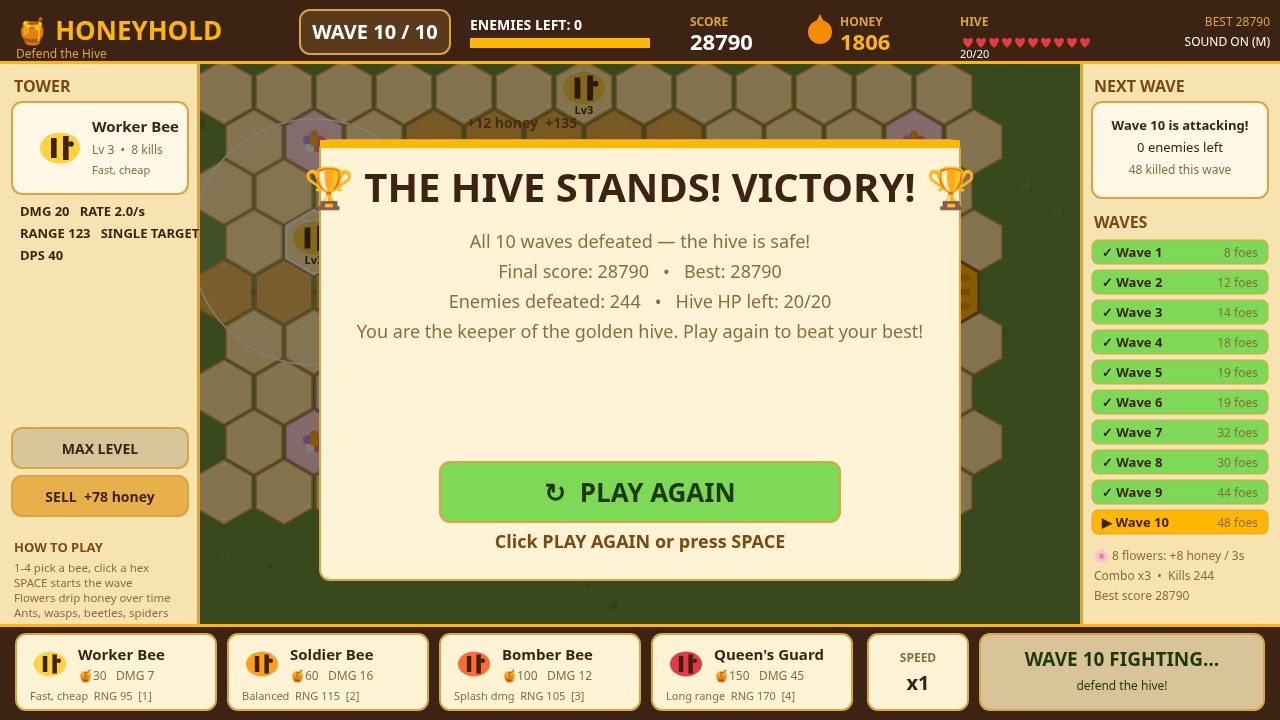 HONEYHOLD
Defend the Hive
WAVE 10 / 10
ENEMIES LEFT: 0
SCORE
28790
HONEY
1806
HIVE
20/20
BEST 28790
SOUND ON (M)
TOWER
Worker Bee
Lv 3 • 8 kills
Fast, cheap
DMG 20 RATE 2.0/s
RANGE 123 SINGLE TARGET
DPS 40
MAX LEVEL
SELL +78 honey
HOW TO PLAY
1-4 pick a bee, click a hex
SPACE starts the wave
Flowers drip honey over time
Ants, wasps, beetles, spiders
Lv3
+12 honey +135
🏆 THE HIVE STANDS! VICTORY! 🏆
All 10 waves defeated — the hive is safe!
Final score: 28790 • Best: 28790
Enemies defeated: 244 • Hive HP left: 20/20
You are the keeper of the golden hive. Play again to beat your best!
↻ PLAY AGAIN
Click PLAY AGAIN or press SPACE
NEXT WAVE
Wave 10 is attacking!
0 enemies left
48 killed this wave
WAVES
✓ Wave 1 8 foes
✓ Wave 2 12 foes
✓ Wave 3 14 foes
✓ Wave 4 18 foes
✓ Wave 5 19 foes
✓ Wave 6 19 foes
✓ Wave 7 32 foes
✓ Wave 8 30 foes
✓ Wave 9 44 foes
▶ Wave 10 48 foes
🌸 8 flowers: +8 honey / 3s
Combo x3 • Kills 244
Best score 28790
Worker Bee
🍯30 DMG 7
Fast, cheap RNG 95 [1]
Soldier Bee
🍯60 DMG 16
Balanced RNG 115 [2]
Bomber Bee
🍯100 DMG 12
Splash dmg RNG 105 [3]
Queen's Guard
🍯150 DMG 45
Long range RNG 170 [4]
SPEED
x1
WAVE 10 FIGHTING...
defend the hive!